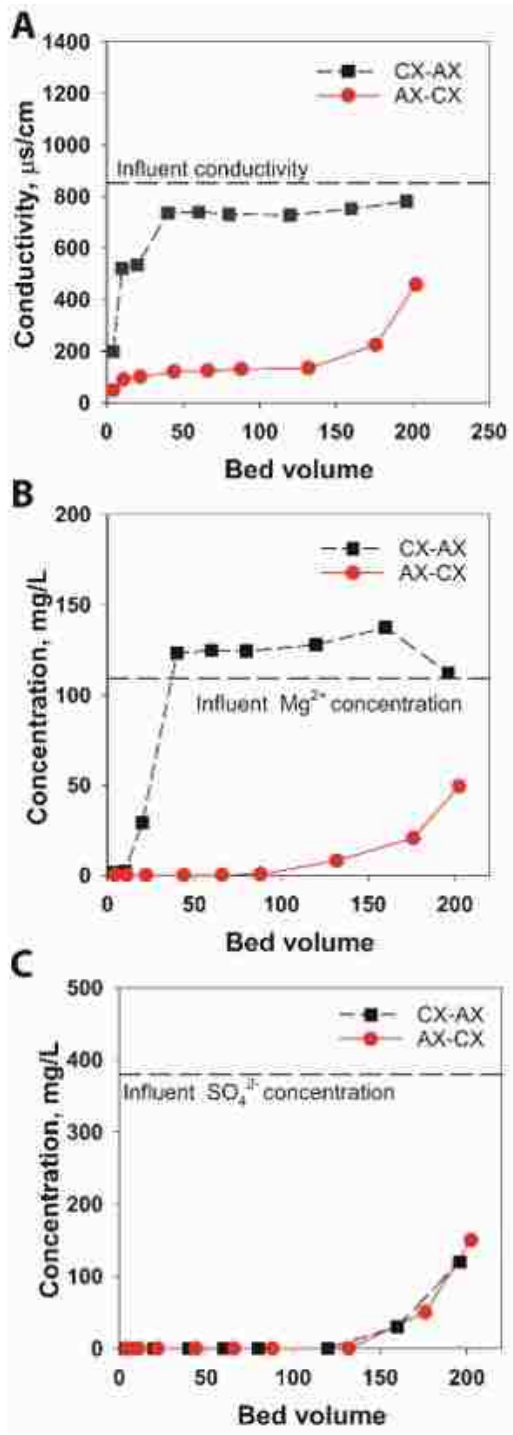 A
1400
1200
1000
800
600
400
200
0
Conductivity, µs/cm
CX-AX
AX-CX
Influent conductivity
0 50 100 150 200 250
Bed volume
B
200
150
100
50
0
Concentration, mg/L
CX-AX
AX-CX
Influent Mg²⁺ concentration
0 50 100 150 200
Bed volume
C
500
400
300
200
100
0
Concentration, mg/L
CX-AX
AX-CX
Influent SO₄²⁻ concentration
0 50 100 150 200
Bed volume